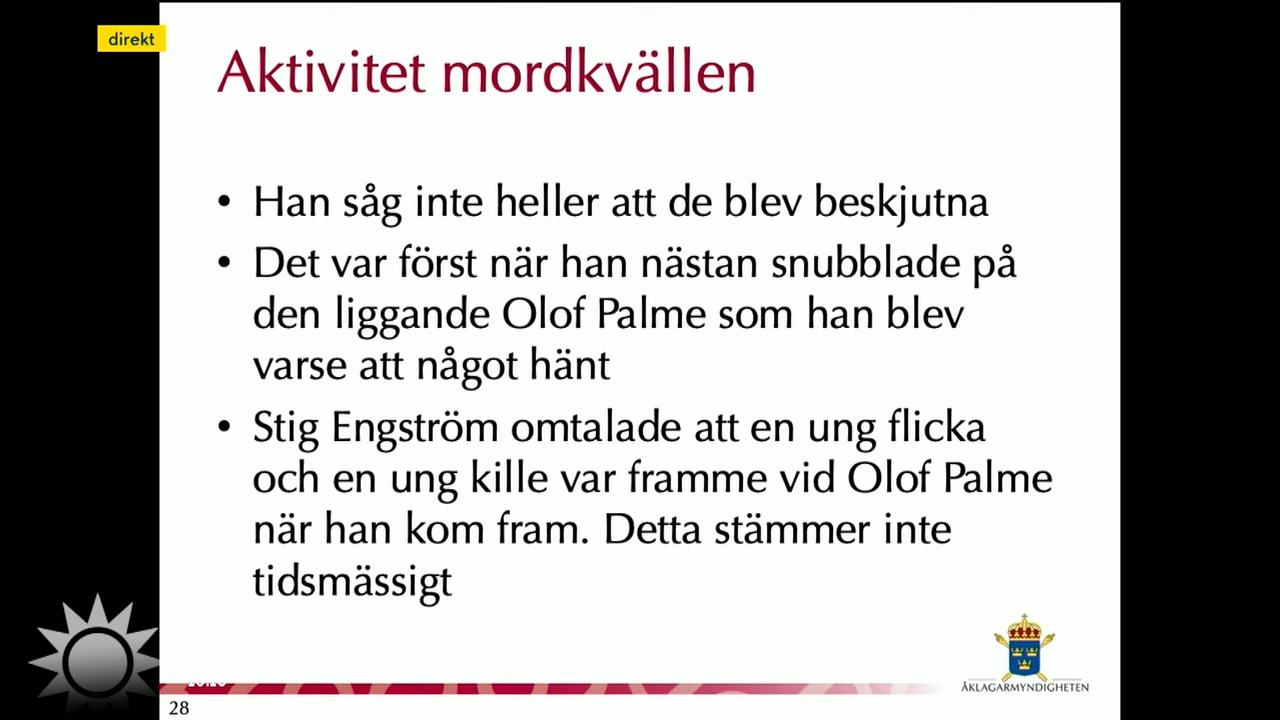 direkt
Aktivitet mordkvällen
• Han såg inte heller att de blev beskjutna
• Det var först när han nästan snubblade på
den liggande Olof Palme som han blev
varse att något hänt
• Stig Engström omtalade att en ung flicka
och en ung kille var framme vid Olof Palme
när han kom fram. Detta stämmer inte
tidsmässigt
ÅKLAGARMYNDIGHETEN
28